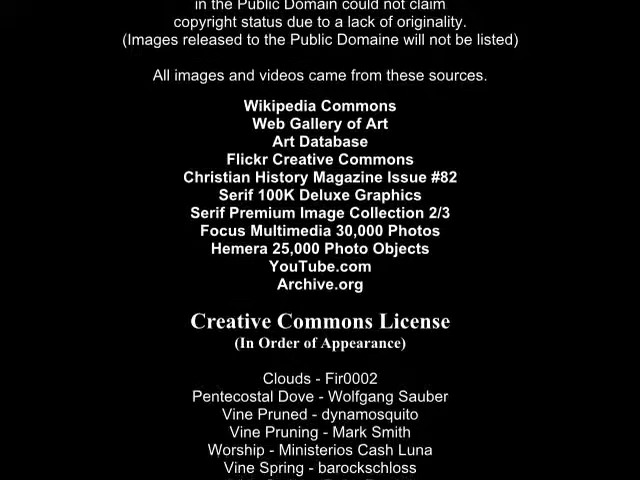 in the Public Domain could not claim
copyright status due to a lack of originality.
(Images released to the Public Domaine will not be listed)
All images and videos came from these sources.
Wikipedia Commons
Web Gallery of Art
Art Database
Flickr Creative Commons
Christian History Magazine Issue #82
Serif 100K Deluxe Graphics
Serif Premium Image Collection 2/3
Focus Multimedia 30,000 Photos
Hemera 25,000 Photo Objects
YouTube.com
Archive.org
Creative Commons License
(In Order of Appearance)
Clouds - Fir0002
Pentecostal Dove - Wolfgang Sauber
Vine Pruned - dynamosquito
Vine Pruning - Mark Smith
Worship - Ministerios Cash Luna
Vine Spring - barockschloss